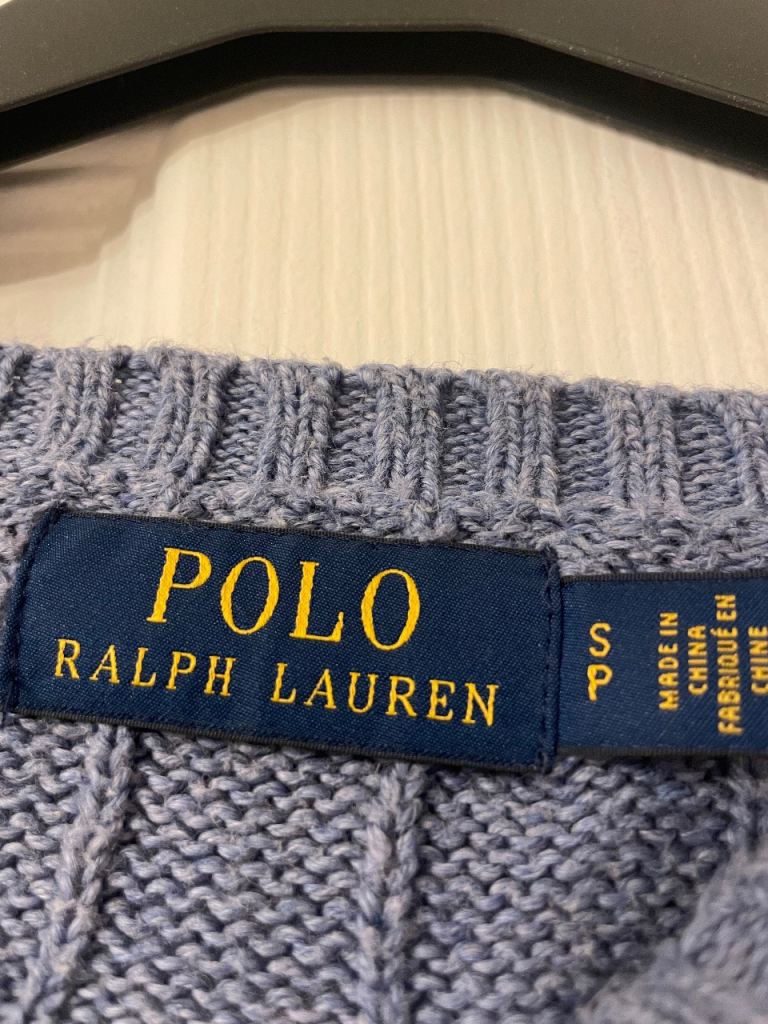 POLO
RALPH LAUREN
S
P
MADE IN
CHINA
FABRIQUÉ EN
CHINE